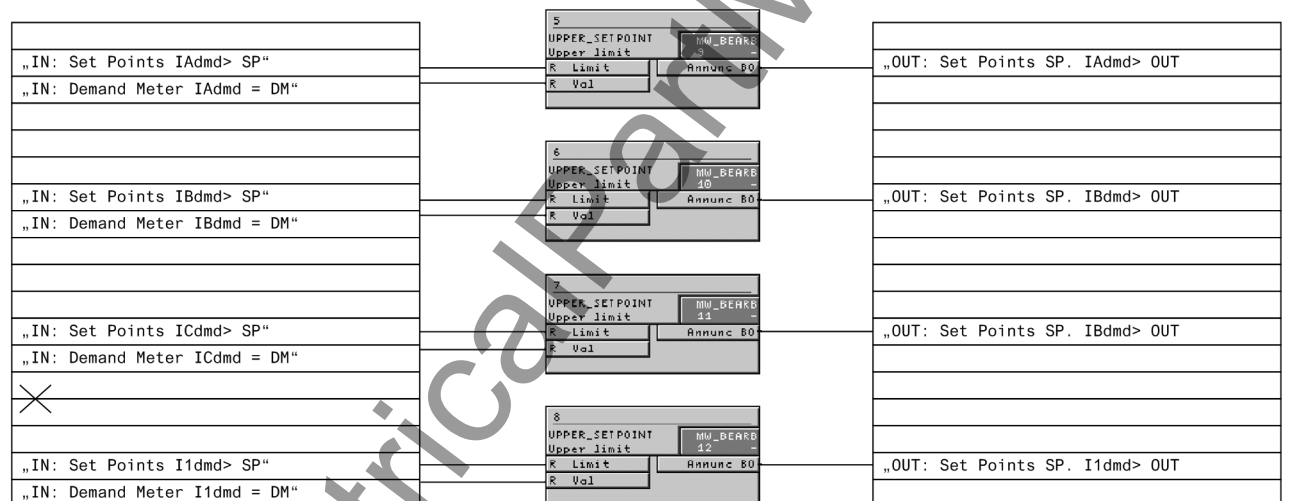 5
UPPER_SETPOINT MW_BEARB
Upper limit 9 -
„IN: Set Points IAdmd> SP“ R Limit Annunc BO „OUT: Set Points SP. IAdmd> OUT
„IN: Demand Meter IAdmd = DM“ R Val
6
UPPER_SETPOINT MW_BEARB
Upper limit 10 -
„IN: Set Points IBdmd> SP“ R Limit Annunc BO „OUT: Set Points SP. IBdmd> OUT
„IN: Demand Meter IBdmd = DM“ R Val
7
UPPER_SETPOINT MW_BEARB
Upper limit 11 -
„IN: Set Points ICdmd> SP“ R Limit Annunc BO „OUT: Set Points SP. IBdmd> OUT
„IN: Demand Meter ICdmd = DM“ R Val
8
UPPER_SETPOINT MW_BEARB
Upper limit 12 -
„IN: Set Points I1dmd> SP“ R Limit Annunc BO „OUT: Set Points SP. I1dmd> OUT
„IN: Demand Meter I1dmd = DM“ R Val